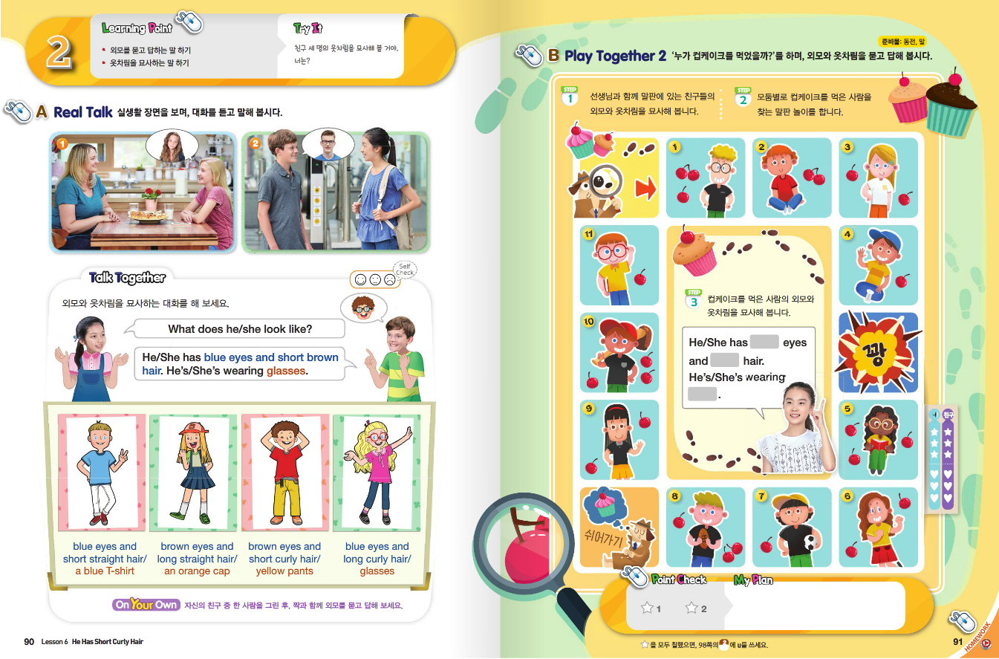 2
Learning Point
• 외모를 묻고 답하는 말 하기
• 옷차림을 묘사하는 말 하기
Try It
친구 세 명의 옷차림을 묘사해 볼 거야.
너는?
A Real Talk 실생활 장면을 보며, 대화를 듣고 말해 봅시다.
1
2
Talk Together
Self
Check
외모와 옷차림을 묘사하는 대화를 해 보세요.
What does he/she look like?
He/She has blue eyes and short brown
hair. He's/She's wearing glasses.
blue eyes and
short straight hair/
a blue T-shirt
brown eyes and
long straight hair/
an orange cap
brown eyes and
short curly hair/
yellow pants
blue eyes and
long curly hair/
glasses
On Your Own 자신의 친구 중 한 사람을 그린 후, 짝과 함께 외모를 묻고 답해 보세요.
90 Lesson 6 He Has Short Curly Hair
준비물: 동전, 말
B Play Together 2 '누가 컵케이크를 먹었을까?'를 하며, 외모와 옷차림을 묻고 답해 봅시다.
STEP
1
선생님과 함께 말판에 있는 친구들의
외모와 옷차림을 묘사해 봅니다.
STEP
2
모둠별로 컵케이크를 먹은 사람을
찾는 말판 놀이를 합니다.
1
2
3
11
4
STEP
3
컵케이크를 먹은 사람의 외모와
옷차림을 묘사해 봅니다.
10
He/She has eyes
and hair.
He's/She's wearing
.
꽝
9
5
나 친구
쉬어가기
8
7
6
Point Check
☆ 1 ☆ 2
My Plan
☆을 모두 칠했으면, 98쪽의 2 에 u를 쓰세요.
91
HOMEWORK